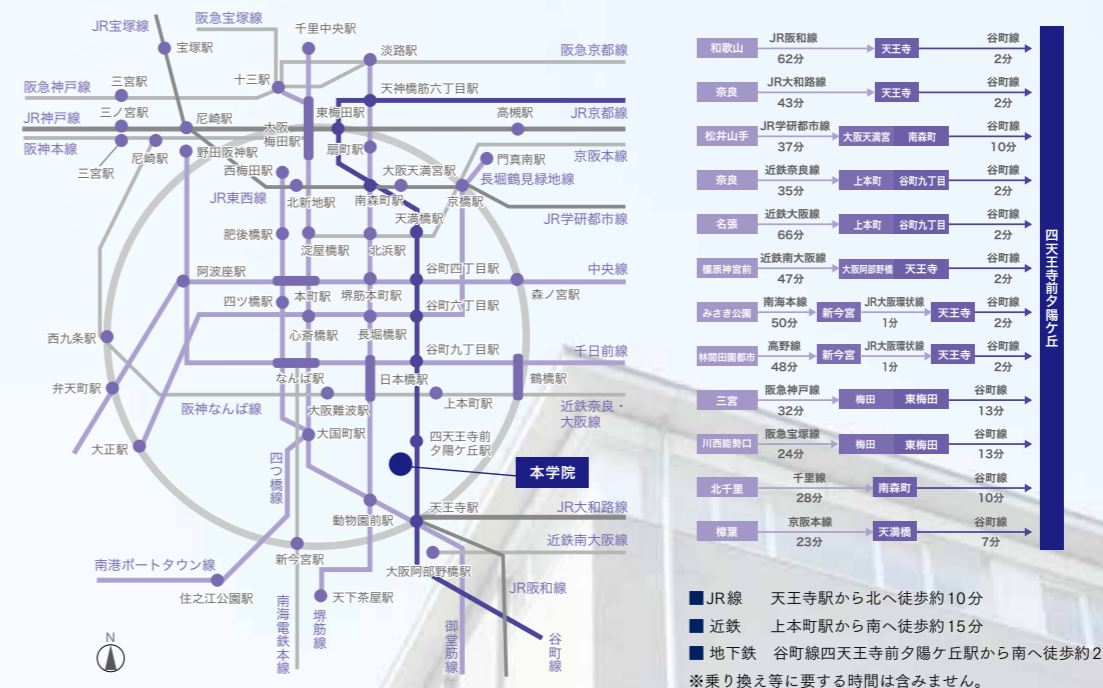 JR宝塚線
阪急宝塚線
千里中央駅
宝塚駅
淡路駅
阪急京都線
十三駅
三宮駅
天神橋筋六丁目駅
阪急神戸線
東梅田駅
三ノ宮駅
尼崎駅
高槻駅
JR京都線
JR神戸線
大阪
梅田駅
阪神本線
扇町駅
京阪本線
尼崎駅
野田阪神駅
門真南駅
三宮駅
西梅田駅
大阪天満宮駅
長堀鶴見緑地線
JR東西線
北新地駅
南森町駅
京橋駅
天満橋駅
JR学研都市線
肥後橋駅
淀屋橋駅
北浜駅
阿波座駅
谷町四丁目駅
中央線
四ツ橋駅
本町駅
堺筋本町駅
森ノ宮駅
谷町六丁目駅
西九条駅
心斎橋駅
長堀橋駅
谷町九丁目駅
千日前線
なんば駅
日本橋駅
鶴橋駅
弁天町駅
阪神なんば線
大阪難波駅
上本町駅
近鉄奈良・
大阪線
大正駅
大国町駅
四天王寺前
夕陽ケ丘駅
四つ橋線
本学院
動物園前駅
天王寺駅
JR大和路線
新今宮駅
近鉄南大阪線
南港ポートタウン線
大阪阿部野橋駅
JR阪和線
住之江公園駅
天下茶屋駅
南海電鉄本線
堺筋線
御堂筋線
谷町線
N
和歌山 JR阪和線 62分 天王寺 谷町線 2分
奈良 JR大和路線 43分 天王寺 谷町線 2分
松井山手 JR学研都市線 37分 大阪天満宮 南森町 谷町線 10分
奈良 近鉄奈良線 35分 上本町 谷町九丁目 谷町線 2分
名張 近鉄大阪線 66分 上本町 谷町九丁目 谷町線 2分
橿原神宮前 近鉄南大阪線 47分 大阪阿部野橋 天王寺 谷町線 2分
みさき公園 南海本線 50分 新今宮 JR大阪環状線 1分 天王寺 谷町線 2分
林間田園都市 高野線 48分 新今宮 JR大阪環状線 1分 天王寺 谷町線 2分
三宮 阪急神戸線 32分 梅田 東梅田 谷町線 13分
川西能勢口 阪急宝塚線 24分 梅田 東梅田 谷町線 13分
北千里 千里線 28分 南森町 谷町線 10分
樟葉 京阪本線 23分 天満橋 谷町線 7分
四天王寺前夕陽ケ丘
■JR線 天王寺駅から北へ徒歩約10分
■近鉄 上本町駅から南へ徒歩約15分
■地下鉄 谷町線四天王寺前夕陽ケ丘駅から南へ徒歩約2
※乗り換え等に要する時間は含みません。